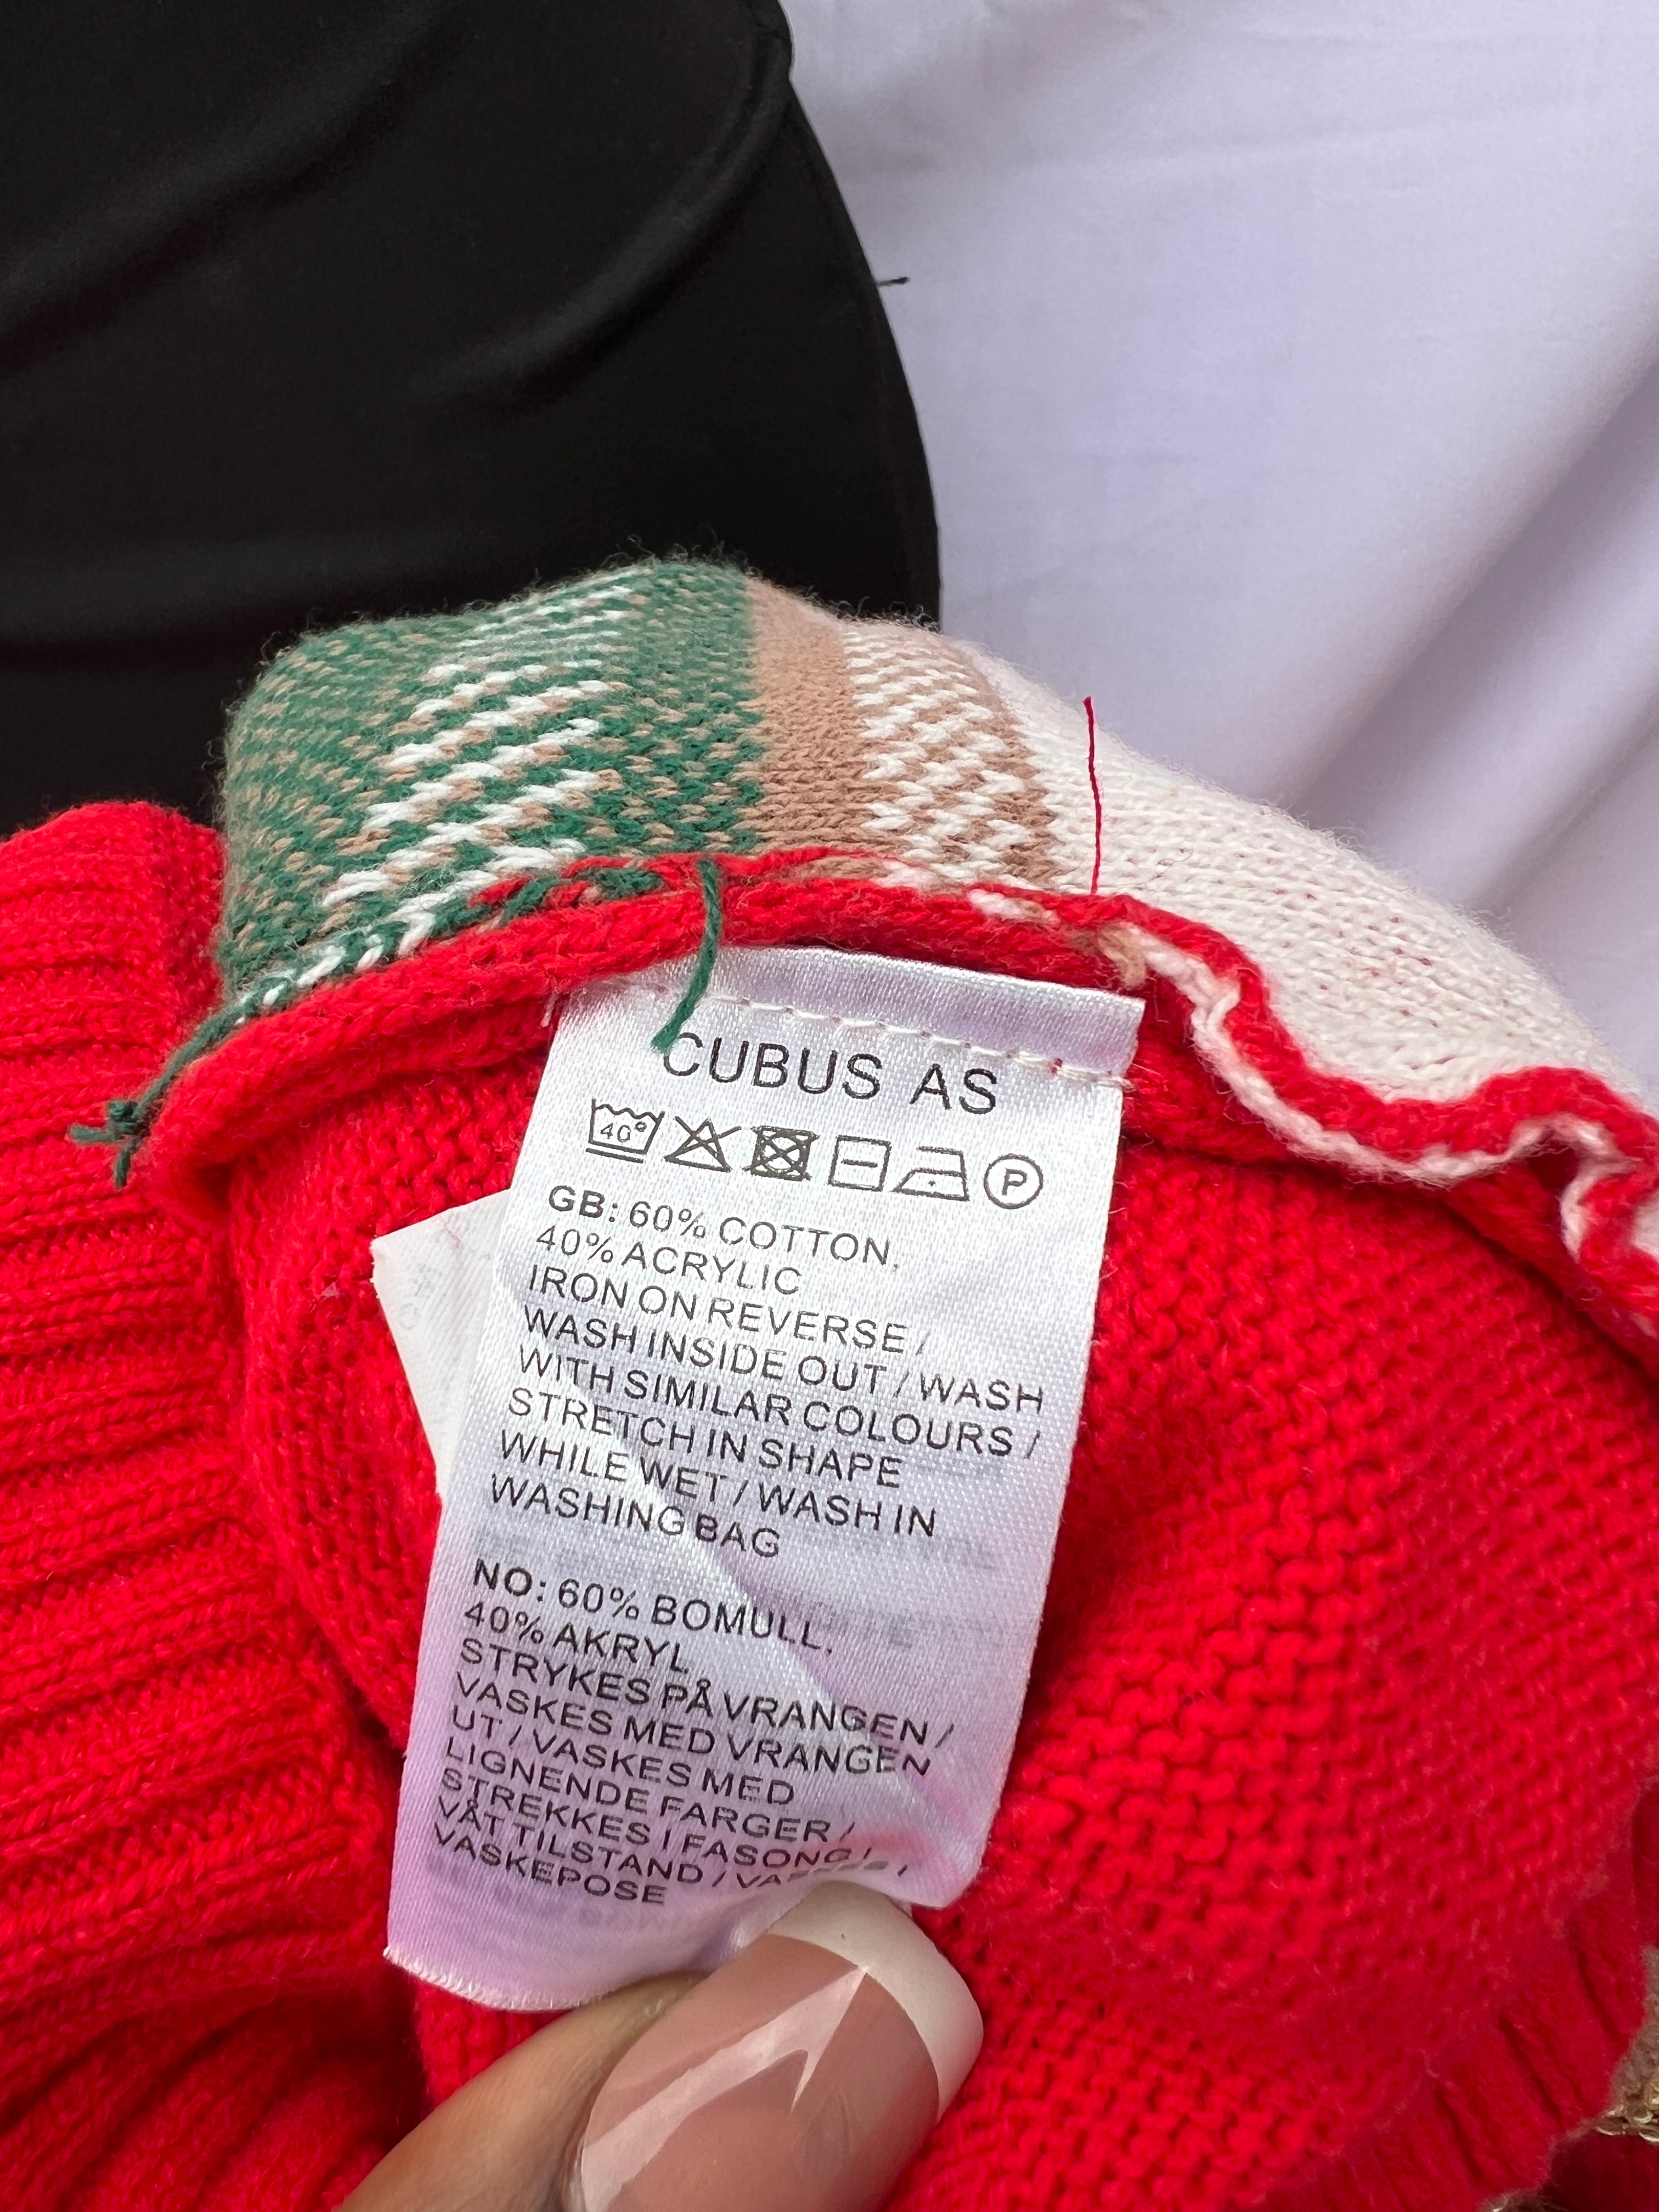 CUBUS AS
40°
P
GB: 60% COTTON.
40% ACRYLIC
IRON ON REVERSE /
WASH INSIDE OUT / WASH
WITH SIMILAR COLOURS /
STRETCH IN SHAPE
WHILE WET / WASH IN
WASHING BAG
NO: 60% BOMULL.
40% AKRYL
STRYKES PÅ VRANGEN /
VASKES MED VRANGEN
UT / VASKES MED
LIGNENDE FARGER /
STREKKES I FASONG I
VÅT TILSTAND /
VASKEPOSE